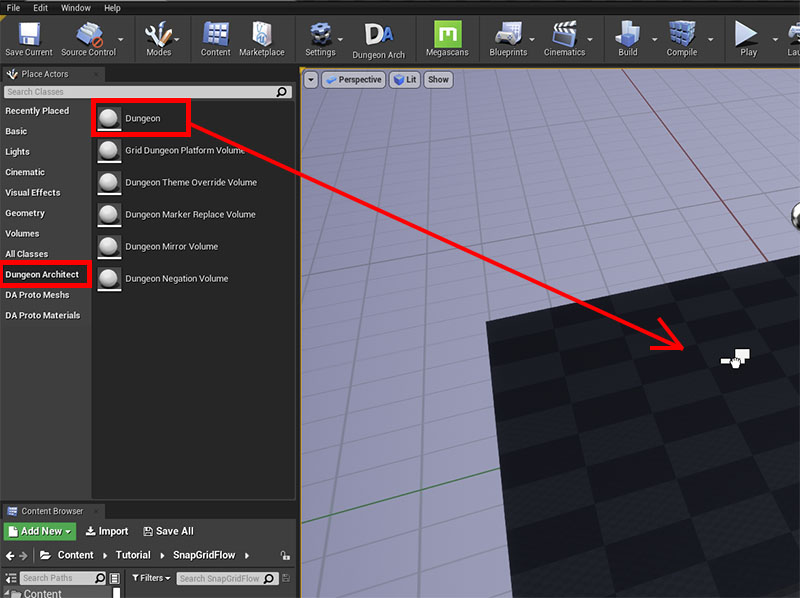 File Edit Window Help
DA
m
Save Current Source Control Modes Content Marketplace Settings Dungeon Arch Megascans Blueprints Cinematics Build Compile Play Lau
Place Actors
Search Classes
Recently Placed
Basic
Lights
Cinematic
Visual Effects
Geometry
Volumes
All Classes
Dungeon Architect
DA Proto Meshes
DA Proto Materials
Dungeon
Grid Dungeon Platform Volume
Dungeon Theme Override Volume
Dungeon Marker Replace Volume
Dungeon Mirror Volume
Dungeon Negation Volume
Perspective Lit Show
Content Browser
Add New Import Save All
Content Tutorial SnapGridFlow
Search Paths Filters Search SnapGridFlow
Content